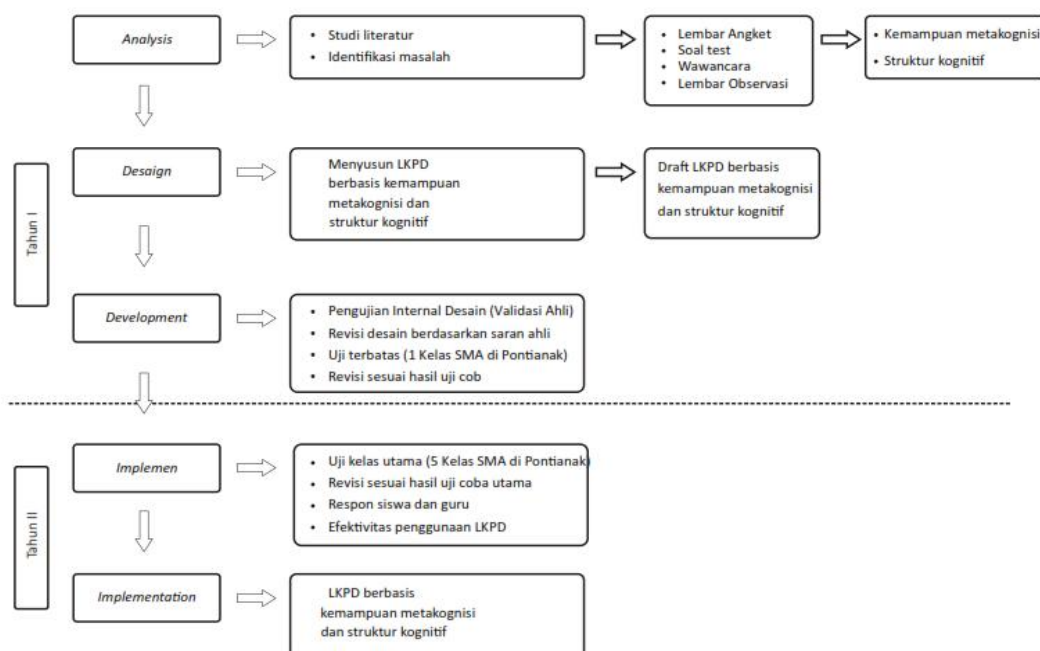 Analysis
• Studi literatur
• Identifikasi masalah
• Lembar Angket
• Soal test
• Wawancara
• Lembar Observasi
• Kemampuan metakognisi
• Struktur kognitif
Tahun I
Desaign
Menyusun LKPD
berbasis kemampuan
metakognisi dan
struktur kognitif
Draft LKPD berbasis
kemampuan metakognisi
dan struktur kognitif
Development
• Pengujian Internal Desain (Validasi Ahli)
• Revisi desain berdasarkan saran ahli
• Uji terbatas (1 Kelas SMA di Pontianak)
• Revisi sesuai hasil uji cob
Tahun II
Implemen
• Uji kelas utama (5 Kelas SMA di Pontianak)
• Revisi sesuai hasil uji coba utama
• Respon siswa dan guru
• Efektivitas penggunaan LKPD
Implementation
LKPD berbasis
kemampuan metakognisi
dan struktur kognitif